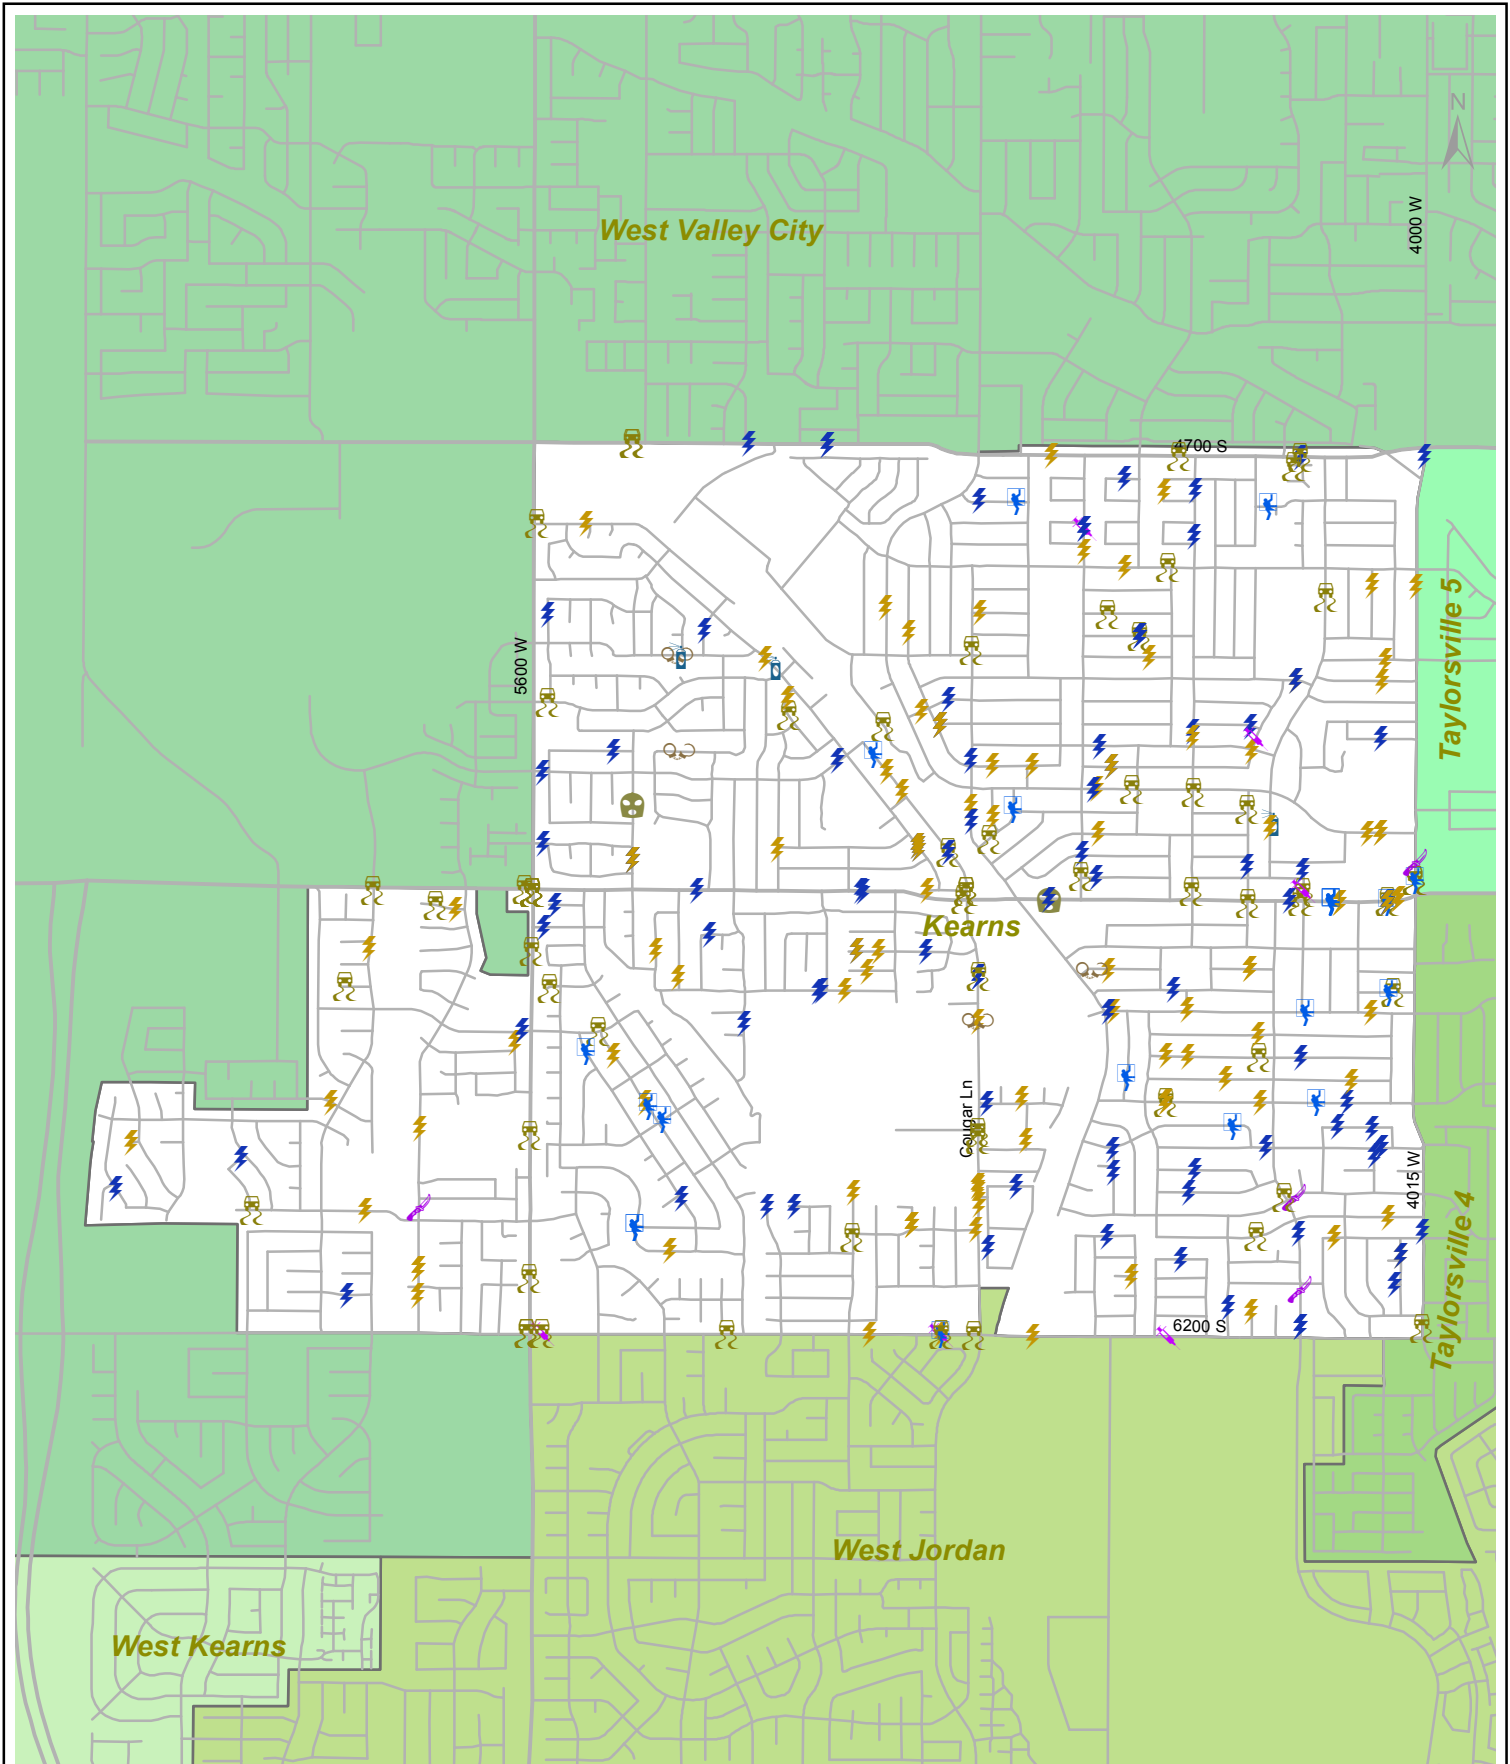 N
4000 W
West Valley City
4700 S
Taylorsville 5
5600 W
Kearns
Cougar Ln
4015 W
Taylorsville 4
6200 S
West Jordan
West Kearns